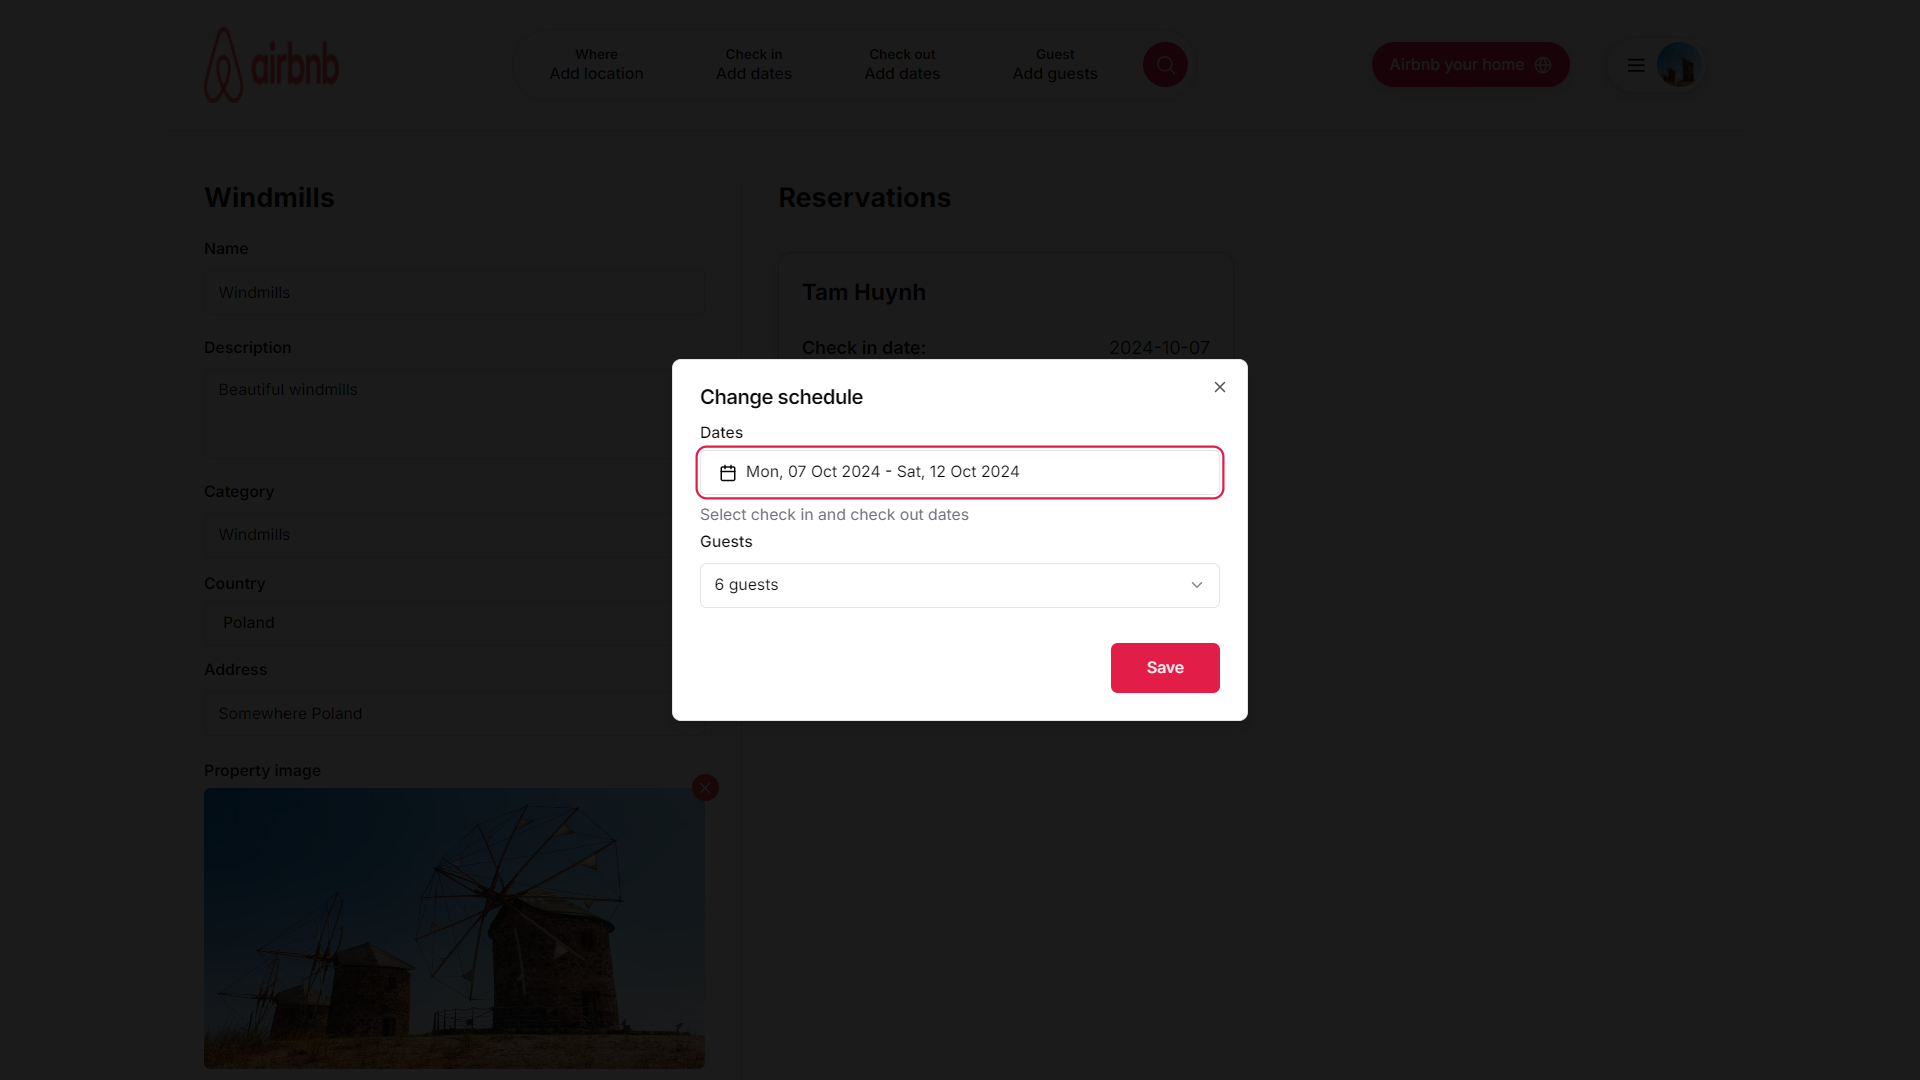 airbnb
Where
Add location
Check in
Add dates
Check out
Add dates
Guest
Add guests
Airbnb your home
Windmills
Name
Windmills
Description
Beautiful windmills
Category
Windmills
Country
Poland
Address
Somewhere Poland
Property image
Reservations
Tam Huynh
Check in date: 2024-10-07
Change schedule
Dates
Mon, 07 Oct 2024 - Sat, 12 Oct 2024
Select check in and check out dates
Guests
6 guests
Save